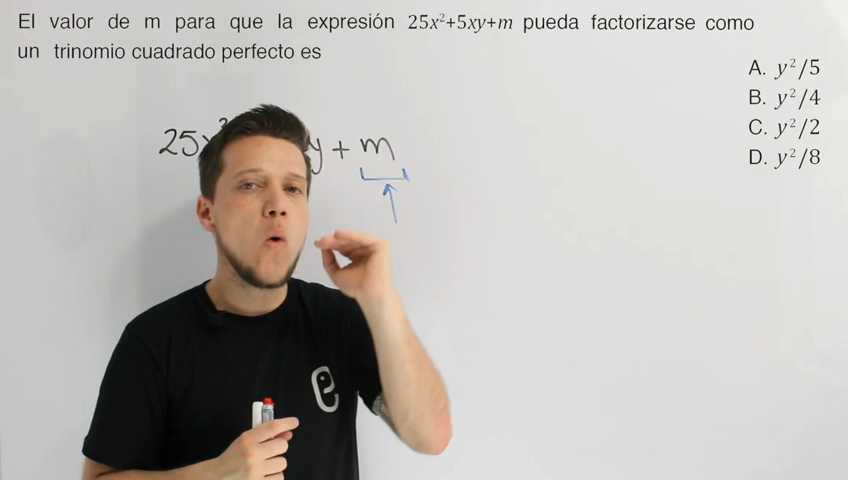 El valor de m para que la expresión 25x²+5xy+m pueda factorizarse como
un trinomio cuadrado perfecto es
A. y²/5
B. y²/4
C. y²/2
D. y²/8
25x² y + m
e